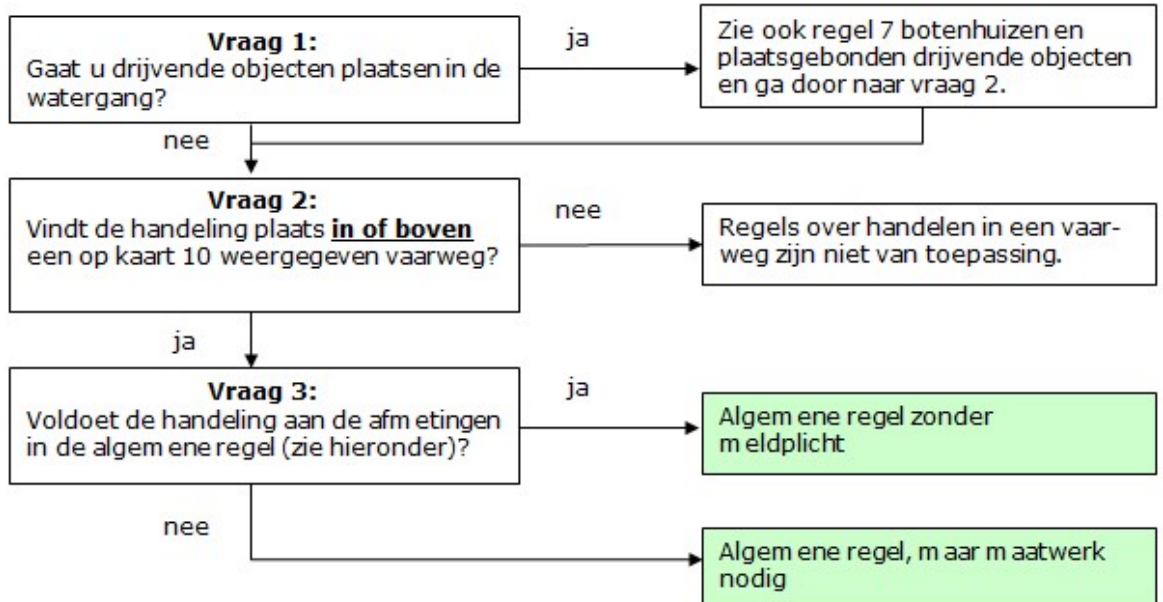 Vraag 1:
Gaat u drijvende objecten plaatsen in de
watergang?
ja
Zie ook regel 7 botenhuizen en
plaatsgebonden drijvende objecten
en ga door naar vraag 2.
nee
Vraag 2:
Vindt de handeling plaats in of boven
een op kaart 10 weergegeven vaarweg?
nee
Regels over handelen in een vaar-
weg zijn niet van toepassing.
ja
Vraag 3:
Voldoet de handeling aan de afmetingen
in de algemene regel (zie hieronder)?
ja
Algemene regel zonder
meldplicht
nee
Algemene regel, maar maatwerk
nodig